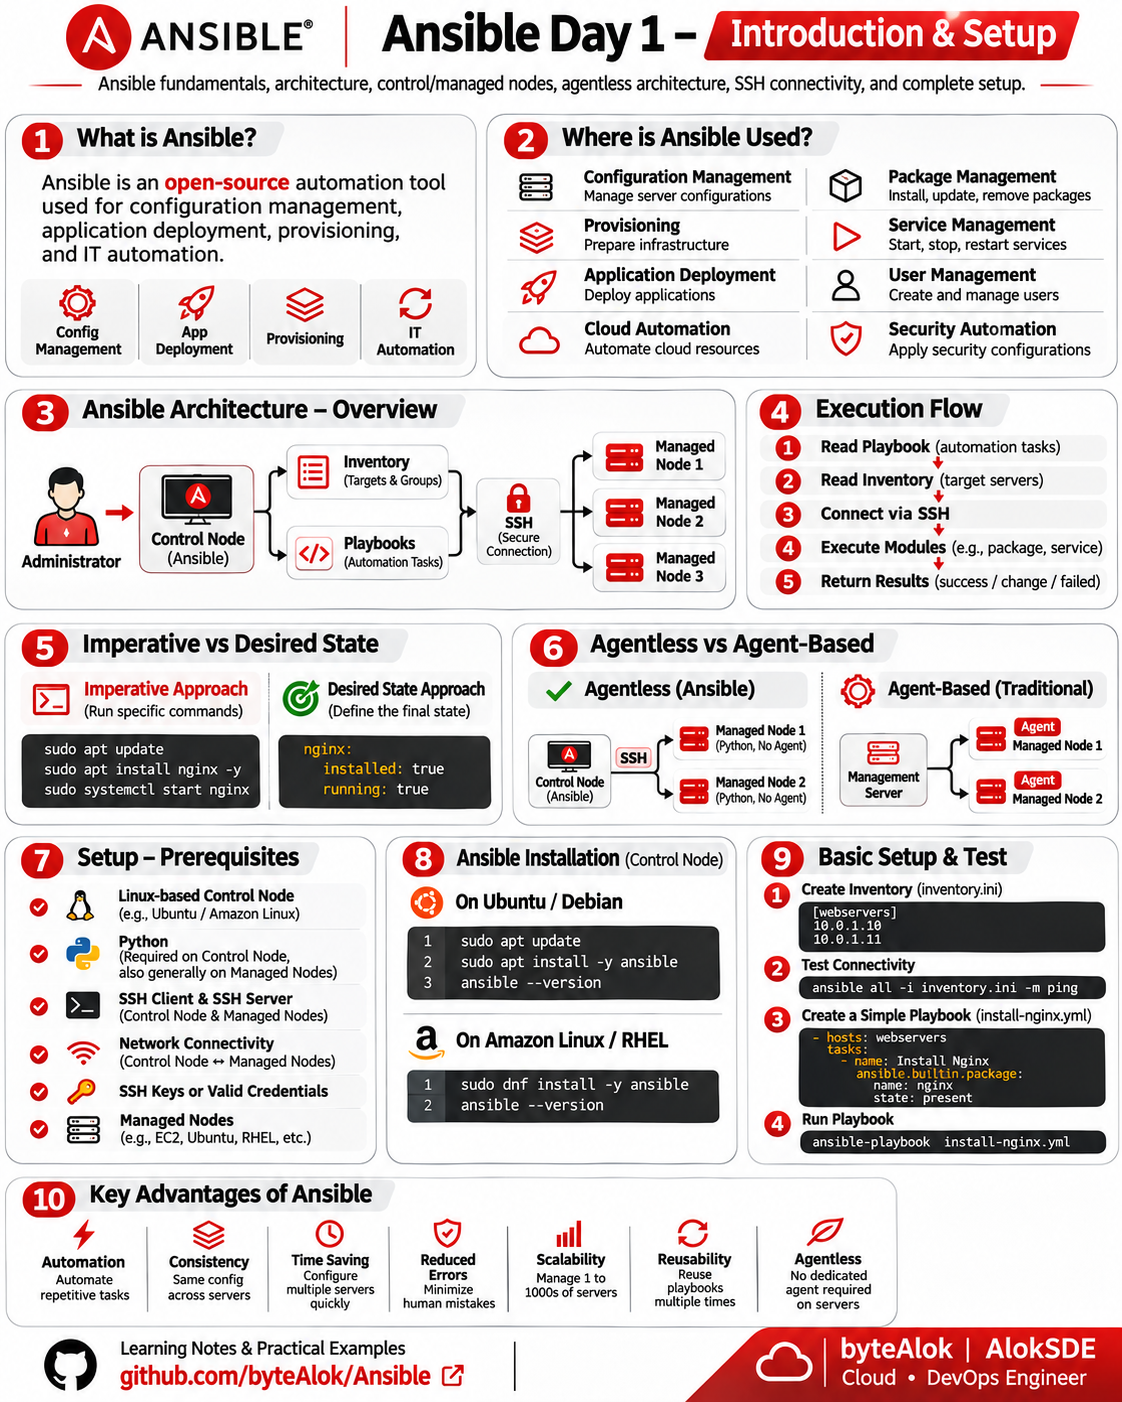 ANSIBLE®
Ansible Day 1 – Introduction & Setup
Ansible fundamentals, architecture, control/managed nodes, agentless architecture, SSH connectivity, and complete setup.
1 What is Ansible?
Ansible is an open-source automation tool
used for configuration management,
application deployment, provisioning,
and IT automation.
Config
Management
App
Deployment
Provisioning
IT
Automation
2 Where is Ansible Used?
Configuration Management
Manage server configurations
Provisioning
Prepare infrastructure
Application Deployment
Deploy applications
Cloud Automation
Automate cloud resources
Package Management
Install, update, remove packages
Service Management
Start, stop, restart services
User Management
Create and manage users
Security Automation
Apply security configurations
3 Ansible Architecture – Overview
Administrator
Control Node
(Ansible)
Inventory
(Targets & Groups)
Playbooks
(Automation Tasks)
SSH
(Secure
Connection)
Managed
Node 1
Managed
Node 2
Managed
Node 3
4 Execution Flow
1 Read Playbook (automation tasks)
2 Read Inventory (target servers)
3 Connect via SSH
4 Execute Modules (e.g., package, service)
5 Return Results (success / change / failed)
5 Imperative vs Desired State
Imperative Approach
(Run specific commands)
sudo apt update
sudo apt install nginx -y
sudo systemctl start nginx
Desired State Approach
(Define the final state)
nginx:
installed: true
running: true
6 Agentless vs Agent-Based
Agentless (Ansible)
Control Node
(Ansible)
SSH
Managed Node 1
(Python, No Agent)
Managed Node 2
(Python, No Agent)
Agent-Based (Traditional)
Management
Server
Agent
Managed Node 1
Agent
Managed Node 2
7 Setup – Prerequisites
Linux-based Control Node
(e.g., Ubuntu / Amazon Linux)
Python
(Required on Control Node,
also generally on Managed Nodes)
SSH Client & SSH Server
(Control Node & Managed Nodes)
Network Connectivity
(Control Node ↔ Managed Nodes)
SSH Keys or Valid Credentials
Managed Nodes
(e.g., EC2, Ubuntu, RHEL, etc.)
8 Ansible Installation (Control Node)
On Ubuntu / Debian
1 sudo apt update
2 sudo apt install -y ansible
3 ansible --version
On Amazon Linux / RHEL
1 sudo dnf install -y ansible
2 ansible --version
9 Basic Setup & Test
1 Create Inventory (inventory.ini)
[webservers]
10.0.1.10
10.0.1.11
2 Test Connectivity
ansible all -i inventory.ini -m ping
3 Create a Simple Playbook (install-nginx.yml)
- hosts: webservers
tasks:
- name: Install Nginx
ansible.builtin.package:
name: nginx
state: present
4 Run Playbook
ansible-playbook install-nginx.yml
10 Key Advantages of Ansible
Automation
Automate
repetitive tasks
Consistency
Same config
across servers
Time Saving
Configure
multiple servers
quickly
Reduced
Errors
Minimize
human mistakes
Scalability
Manage 1 to
1000s of servers
Reusability
Reuse
playbooks
multiple times
Agentless
No dedicated
agent required
on servers
Learning Notes & Practical Examples
github.com/byteAlok/Ansible
byteAlok | AlokSDE
Cloud • DevOps Engineer